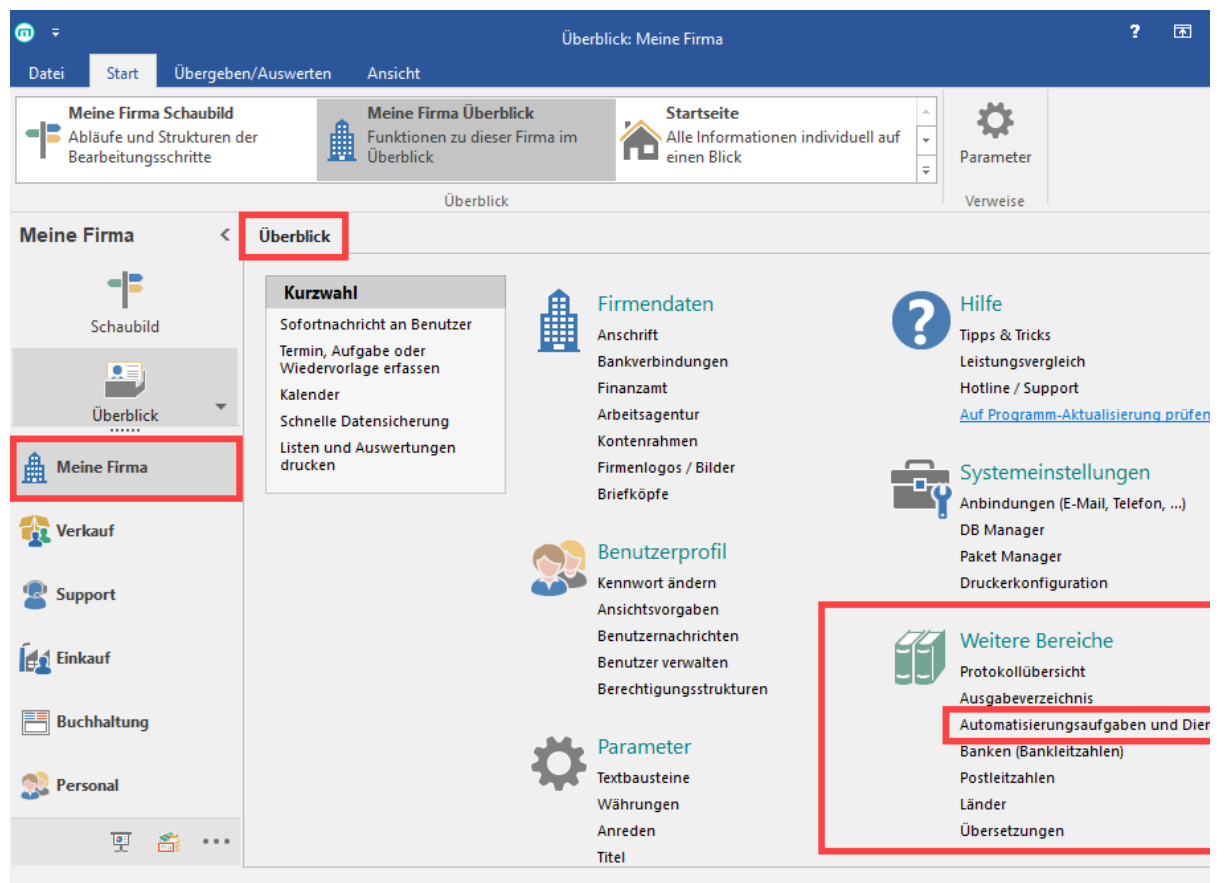 Überblick: Meine Firma
?
Datei Start Übergeben/Auswerten Ansicht
Meine Firma Schaubild
Abläufe und Strukturen der
Bearbeitungsschritte
Meine Firma Überblick
Funktionen zu dieser Firma im
Überblick
Startseite
Alle Informationen individuell auf
einen Blick
Parameter
Überblick
Verweise
Meine Firma
Schaubild
Überblick
Meine Firma
Verkauf
Support
Einkauf
Buchhaltung
Personal
Überblick
Kurzwahl
Sofortnachricht an Benutzer
Termin, Aufgabe oder
Wiedervorlage erfassen
Kalender
Schnelle Datensicherung
Listen und Auswertungen
drucken
Firmendaten
Anschrift
Bankverbindungen
Finanzamt
Arbeitsagentur
Kontenrahmen
Firmenlogos / Bilder
Briefköpfe
Benutzerprofil
Kennwort ändern
Ansichtsvorgaben
Benutzernachrichten
Benutzer verwalten
Berechtigungsstrukturen
Parameter
Textbausteine
Währungen
Anreden
Titel
Hilfe
Tipps & Tricks
Leistungsvergleich
Hotline / Support
Auf Programm-Aktualisierung prüfen
Systemeinstellungen
Anbindungen (E-Mail, Telefon, ...)
DB Manager
Paket Manager
Druckerkonfiguration
Weitere Bereiche
Protokollübersicht
Ausgabeverzeichnis
Automatisierungsaufgaben und Dien
Banken (Bankleitzahlen)
Postleitzahlen
Länder
Übersetzungen